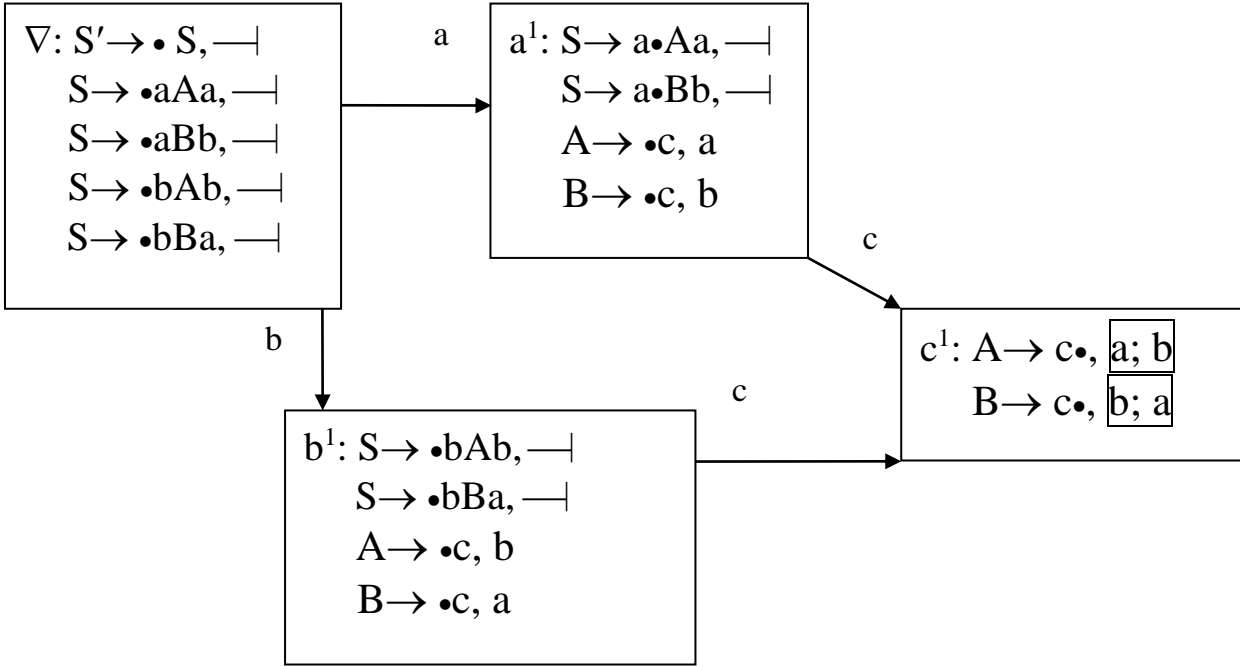 ∇: S′→ • S, ─┤
S→ •aAa, ─┤
S→ •aBb, ─┤
S→ •bAb, ─┤
S→ •bBa, ─┤
a
a¹: S→ a•Aa, ─┤
S→ a•Bb, ─┤
A→ •c, a
B→ •c, b
c
b
c¹: A→ c•, a; b
B→ c•, b; a
c
b¹: S→ •bAb, ─┤
S→ •bBa, ─┤
A→ •c, b
B→ •c, a